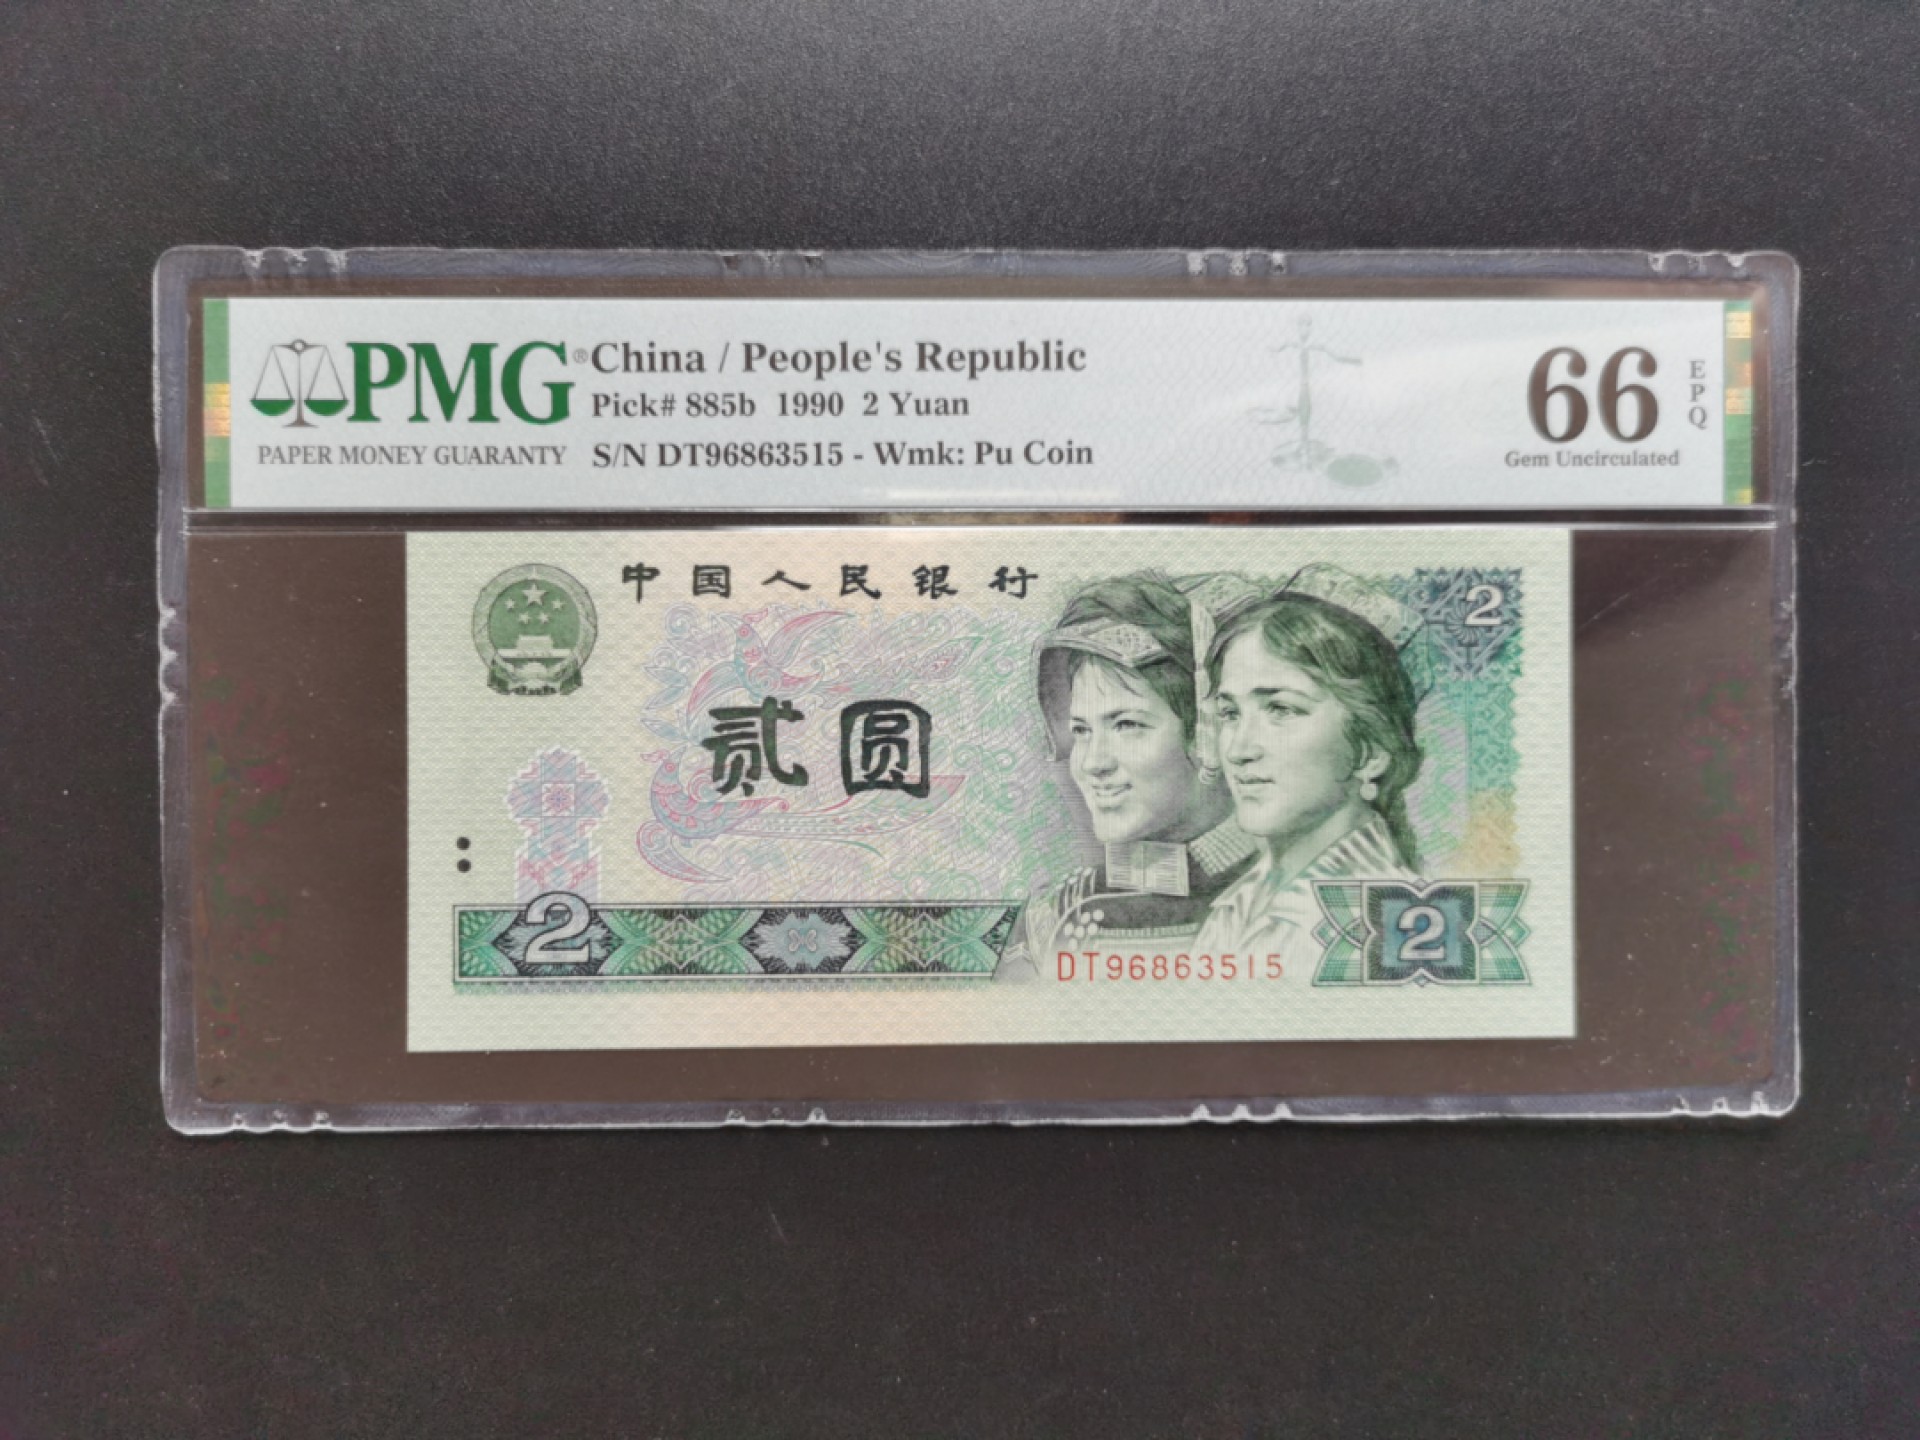 PMG®
PAPER MONEY GUARANTY
China / People's Republic
Pick# 885b 1990 2 Yuan
S/N DT96863515 - Wmk: Pu Coin
66
EPQ
Gem Uncirculated
中国人民银行
2
贰圆
2
DT96863515
2